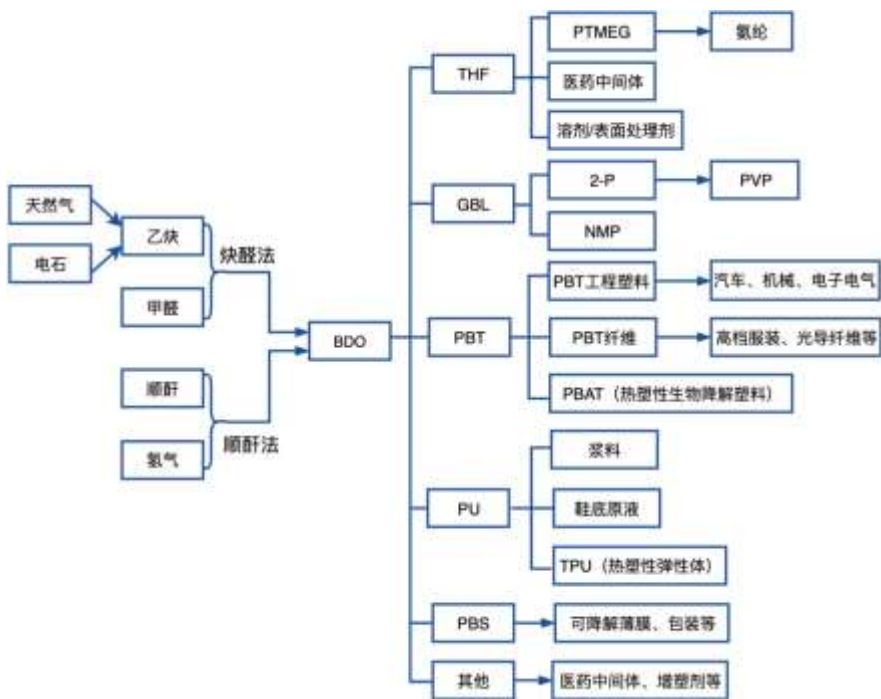 天然气
电石
乙炔
甲醛
炔醛法
顺酐
氢气
顺酐法
BDO
THF
PTMEG
氨纶
医药中间体
溶剂/表面处理剂
GBL
2-P
PVP
NMP
PBT
PBT工程塑料
汽车、机械、电子电气
PBT纤维
高档服装、光导纤维等
PBAT（热塑性生物降解塑料）
PU
浆料
鞋底原液
TPU（热塑性弹性体）
PBS
可降解薄膜、包装等
其他
医药中间体、增塑剂等